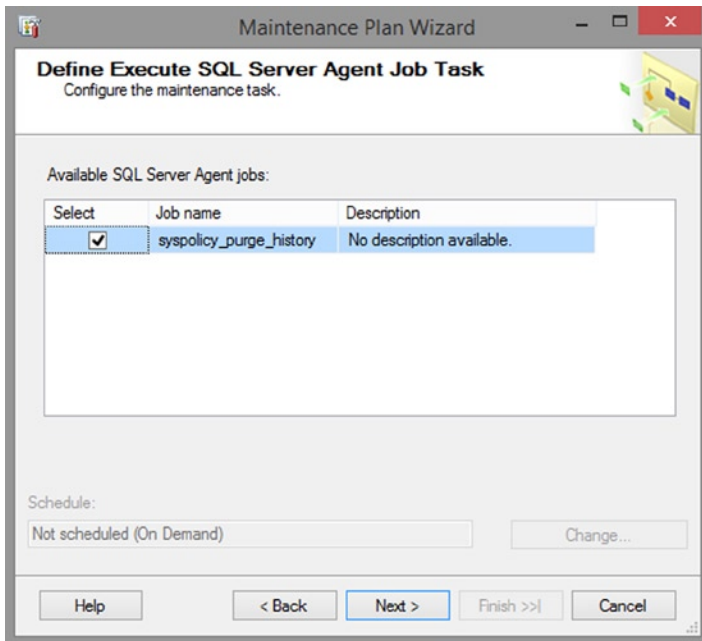 Maintenance Plan Wizard
Define Execute SQL Server Agent Job Task
Configure the maintenance task.
Available SQL Server Agent jobs:
Select Job name Description
syspolicy_purge_history No description available.
Schedule:
Not scheduled (On Demand) Change...
Help < Back Next > Finish >>| Cancel